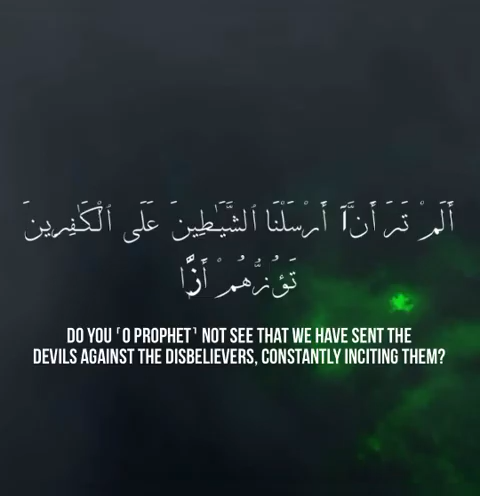 أَلَمْ تَرَ أَنَّآ أَرْسَلْنَا ٱلشَّيَـٰطِينَ عَلَى ٱلْكَـٰفِرِينَ
تَؤُزُّهُمْ أَزًّا
DO YOU ˹O PROPHET˺ NOT SEE THAT WE HAVE SENT THE
DEVILS AGAINST THE DISBELIEVERS, CONSTANTLY INCITING THEM?